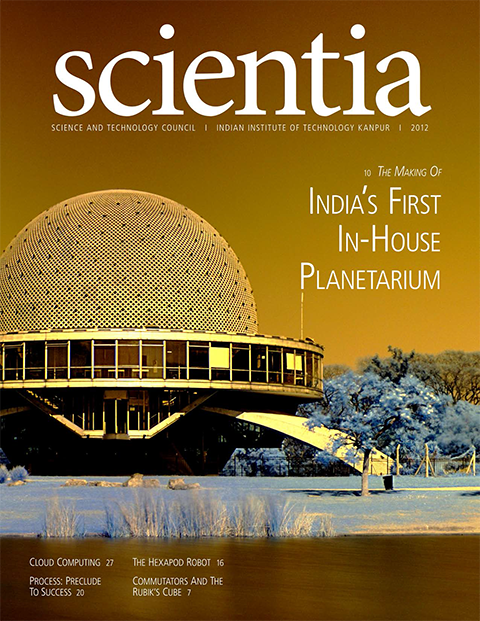 scientia
SCIENCE AND TECHNOLOGY COUNCIL I INDIAN INSTITUTE OF TECHNOLOGY KANPUR I 2012
10 THE MAKING OF
INDIA'S FIRST
IN-HOUSE
PLANETARIUM
CLOUD COMPUTING 27
PROCESS: PRECLUDE
TO SUCCESS 20
THE HEXAPOD ROBOT 16
COMMUTATORS AND THE
RUBIK'S CUBE 7